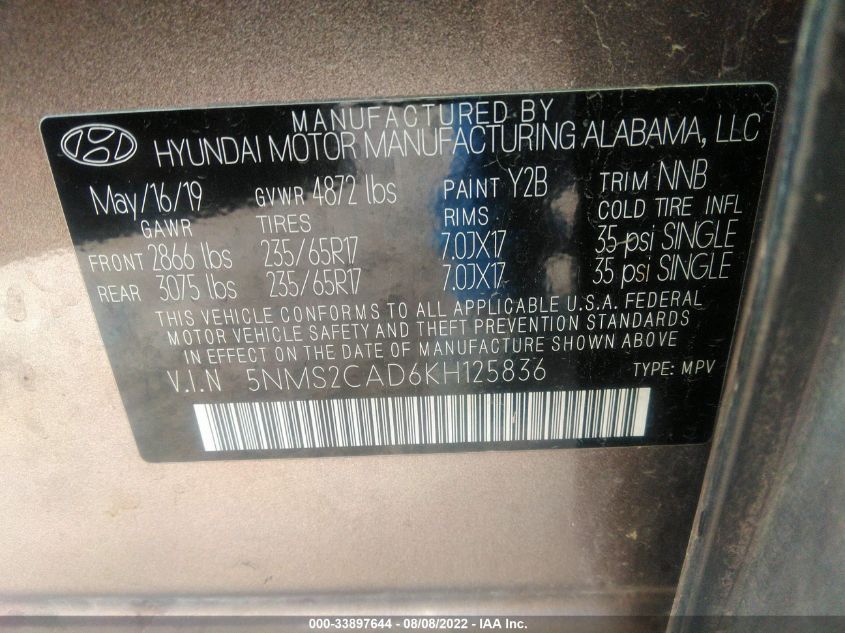 MANUFACTURED BY
HYUNDAI MOTOR MANUFACTURING ALABAMA, LLC
May/16/19 GVWR 4872 lbs PAINT Y2B TRIM NNB
GAWR TIRES RIMS COLD TIRE INFL
FRONT 2866 lbs 235/65R17 7.0JX17 35 psi SINGLE
REAR 3075 lbs 235/65R17 7.0JX17 35 psi SINGLE
THIS VEHICLE CONFORMS TO ALL APPLICABLE U.S.A. FEDERAL
MOTOR VEHICLE SAFETY AND THEFT PREVENTION STANDARDS
IN EFFECT ON THE DATE OF MANUFACTURE SHOWN ABOVE.
V.I.N 5NMS2CAD6KH125836 TYPE: MPV
000-33897644 - 08/08/2022 - IAA Inc.